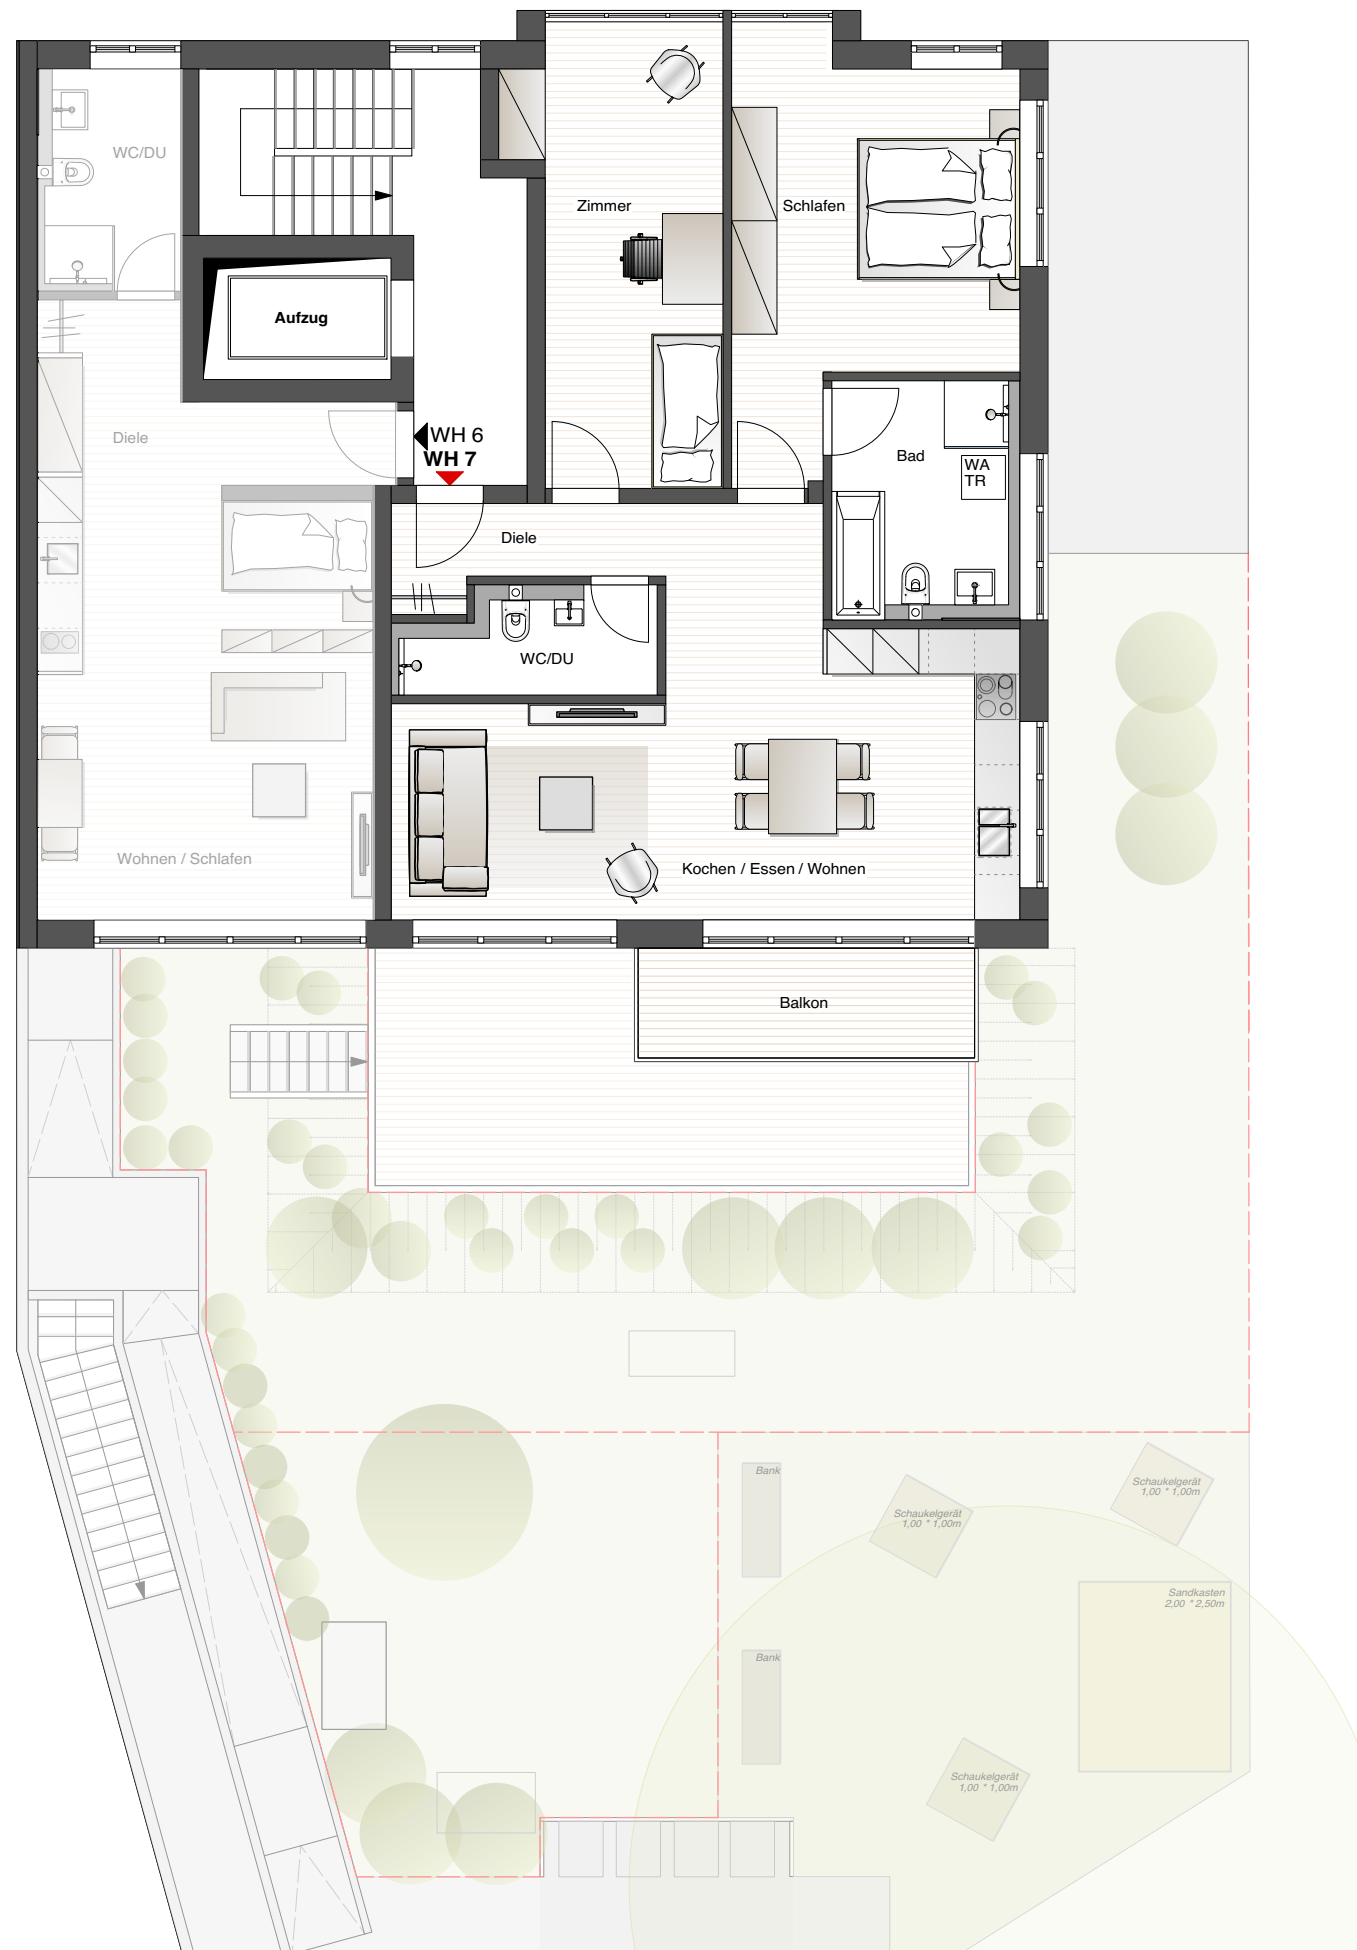 WC/DU
Zimmer
Schlafen
Aufzug
Diele
WH 6
WH 7
Bad
WA
TR
Diele
WC/DU
Wohnen / Schlafen
Kochen / Essen / Wohnen
Balkon
Bank
Schaukelgerät
1,00 * 1,00m
Schaukelgerät
1,00 * 1,00m
Sandkasten
2,00 * 2,50m
Bank
Schaukelgerät
1,00 * 1,00m